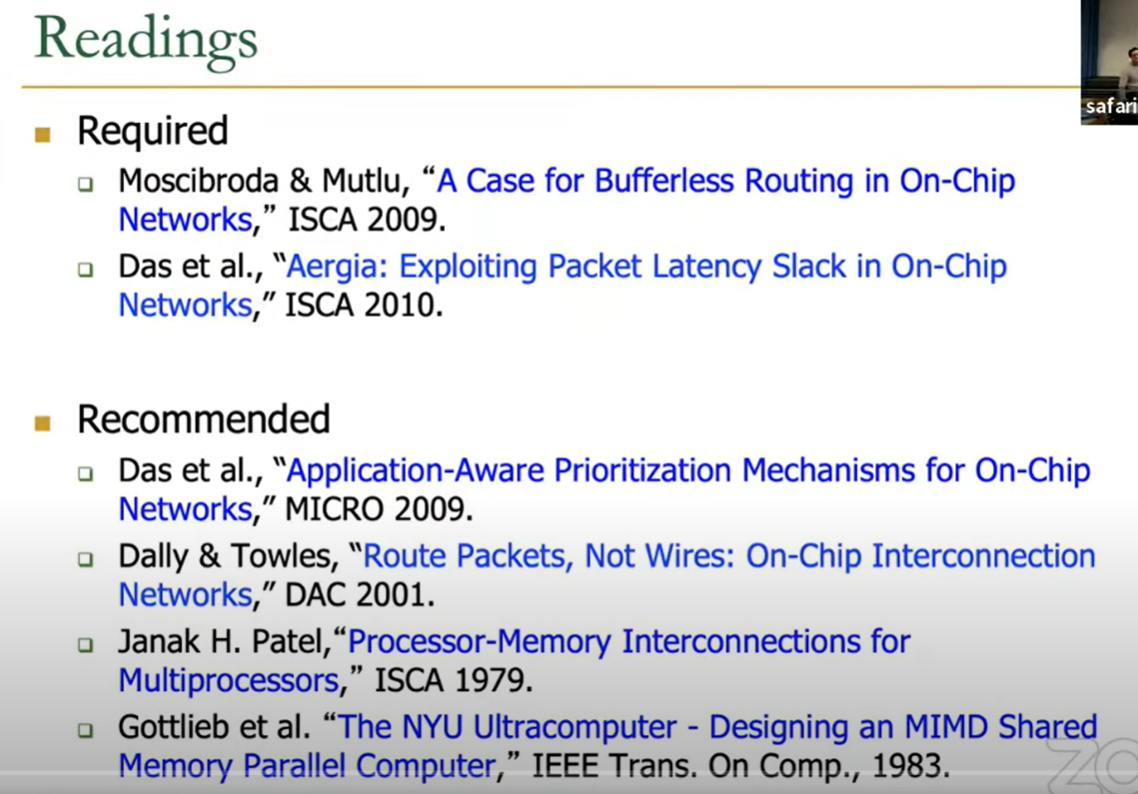 Readings
safari
Required
Moscibroda & Mutlu, “A Case for Bufferless Routing in On-Chip
Networks,” ISCA 2009.
Das et al., “Aergia: Exploiting Packet Latency Slack in On-Chip
Networks,” ISCA 2010.
Recommended
Das et al., “Application-Aware Prioritization Mechanisms for On-Chip
Networks,” MICRO 2009.
Dally & Towles, “Route Packets, Not Wires: On-Chip Interconnection
Networks,” DAC 2001.
Janak H. Patel,“Processor-Memory Interconnections for
Multiprocessors,” ISCA 1979.
Gottlieb et al. “The NYU Ultracomputer - Designing an MIMD Shared
Memory Parallel Computer,” IEEE Trans. On Comp., 1983.